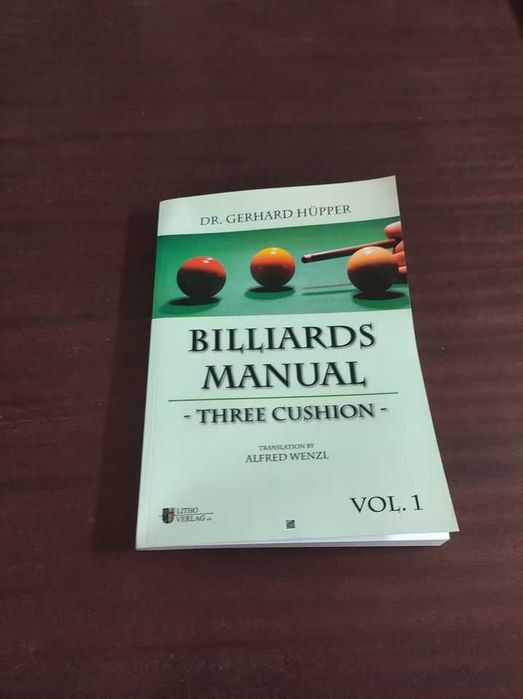 DR. GERHARD HÜPPER
BILLIARDS
MANUAL
- THREE CUSHION -
TRANSLATION BY
ALFRED WENZL
LITHO
VERLAG
VOL. 1